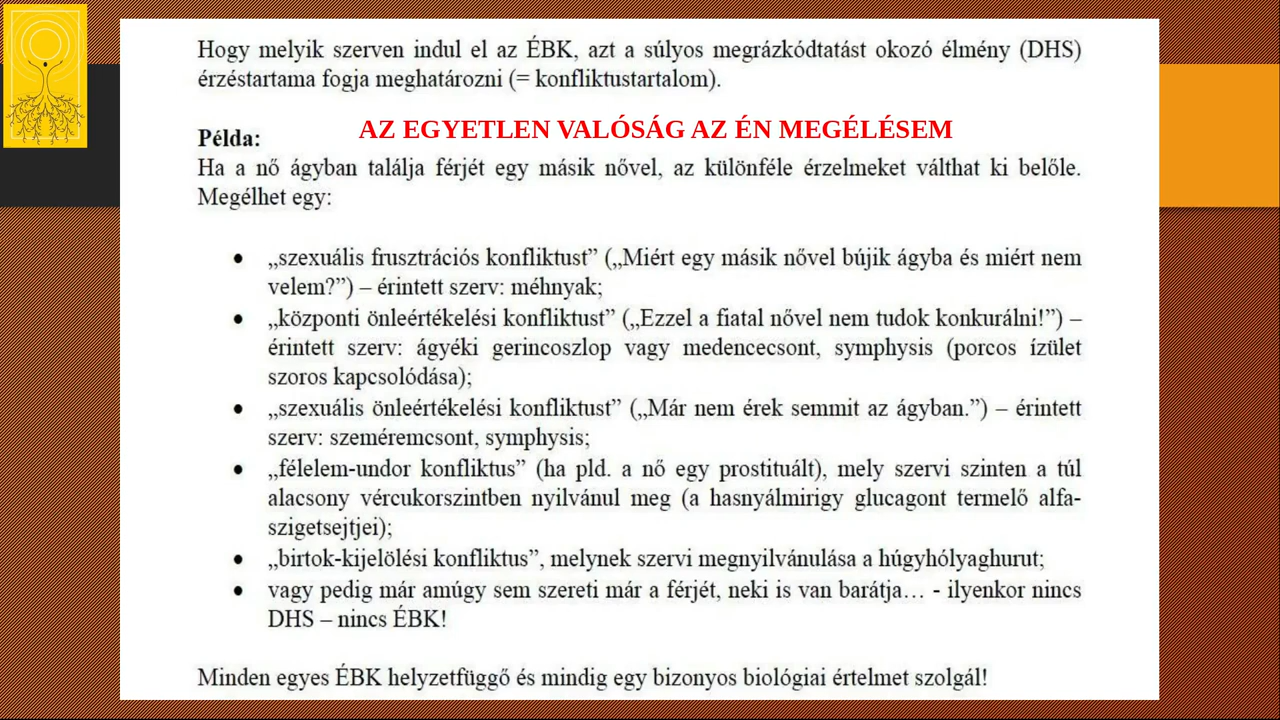 Hogy melyik szerven indul el az ÉBK, azt a súlyos megrázkódtatást okozó élmény (DHS)
érzéstartama fogja meghatározni (= konfliktustartalom).
AZ EGYETLEN VALÓSÁG AZ ÉN MEGÉLÉSEM
Példa:
Ha a nő ágyban találja férjét egy másik nővel, az különféle érzelmeket válthat ki belőle.
Megélhet egy:
● „szexuális frusztrációs konfliktust” („Miért egy másik nővel bújik ágyba és miért nem
velem?”) – érintett szerv: méhnyak;
● „központi önleértékelési konfliktust” („Ezzel a fiatal nővel nem tudok konkurálni!”) –
érintett szerv: ágyéki gerincoszlop vagy medencecsont, symphysis (porcos ízület
szoros kapcsolódása);
● „szexuális önleértékelési konfliktust” („Már nem érek semmit az ágyban.”) – érintett
szerv: szeméremcsont, symphysis;
● „félelem-undor konfliktus” (ha pld. a nő egy prostituált), mely szervi szinten a túl
alacsony vércukorszintben nyilvánul meg (a hasnyálmirigy glucagont termelő alfa-
szigetsejtjei);
● „birtok-kijelölési konfliktus”, melynek szervi megnyilvánulása a húgyhólyaghurut;
● vagy pedig már amúgy sem szereti már a férjét, neki is van barátja… - ilyenkor nincs
DHS – nincs ÉBK!
Minden egyes ÉBK helyzetfüggő és mindig egy bizonyos biológiai értelmet szolgál!